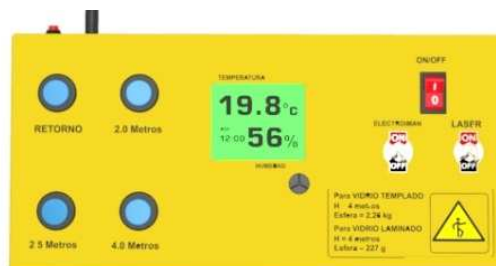 ON/OFF
TEMPERATURA
19.8°C
12:00 56%
HUMEDAD
ELECTROIMAN
LASER
ON
OFF
ON
OFF
I
0
RETORNO
2.0 Metros
2 5 Metros
4.0 Metros
Para VIDRIO TEMPLADO
H 4 metros
Esfera = 2,26 kg
Para VIDRIO LAMINADO
H = 4 metros
Esfera – 227 g